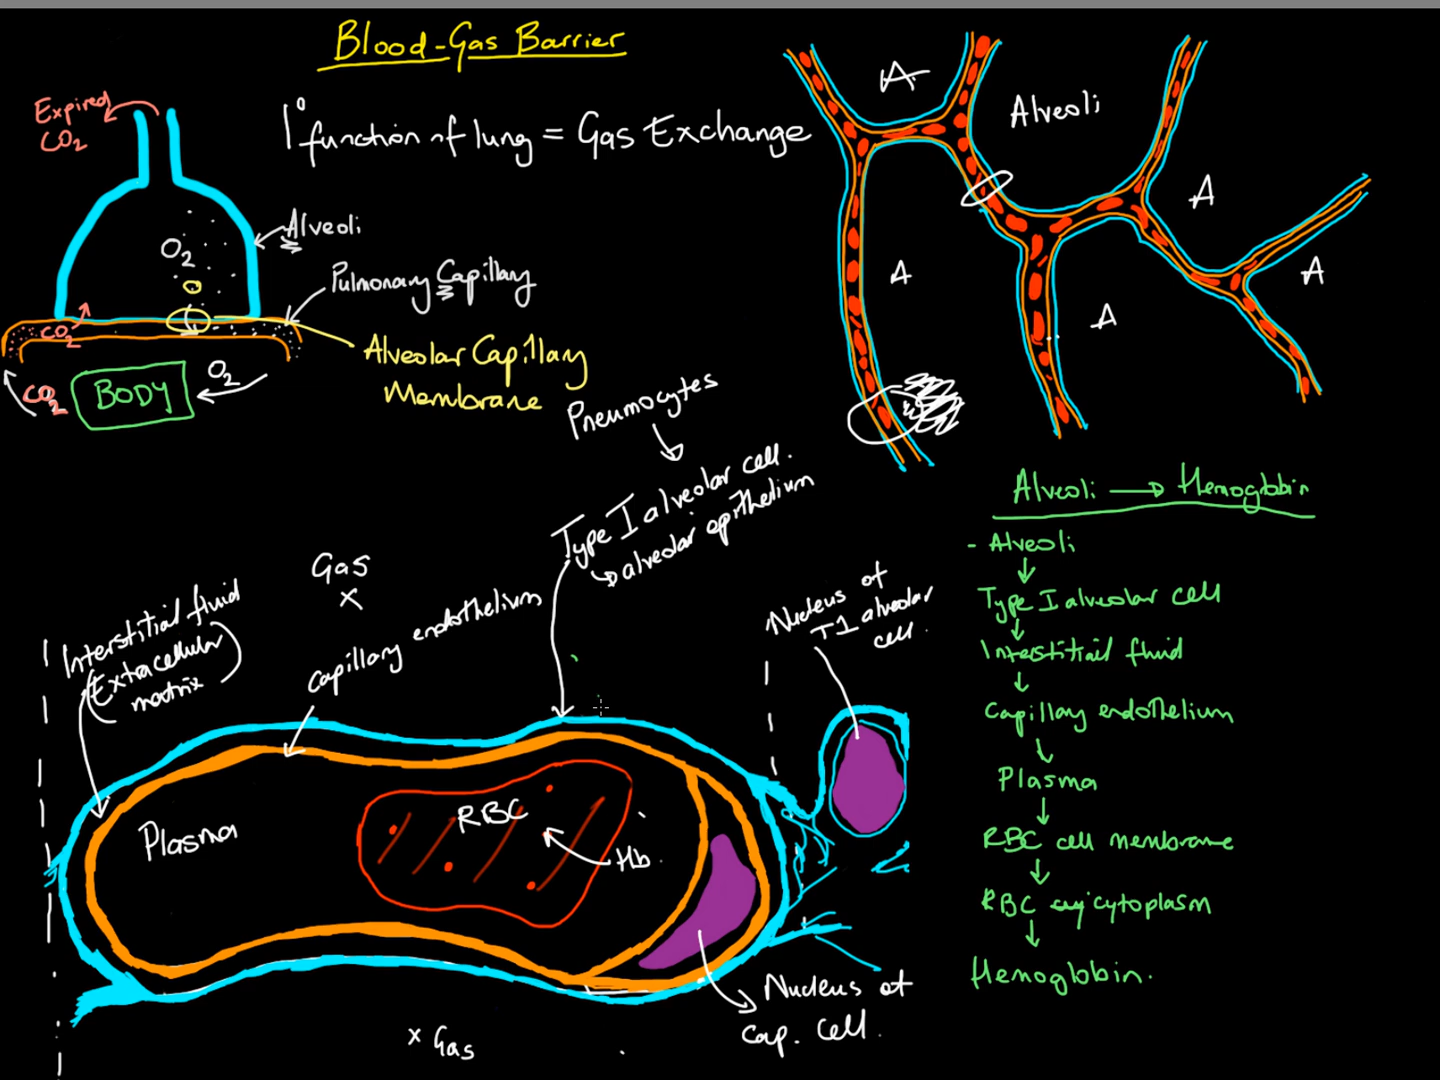 Blood-Gas Barrier
1° function of lung = Gas Exchange
Expired
CO2
O2
Alveoli
Pulmonary Capillary
CO2
Alveolar Capillary
Membrane
CO2
BODY
O2
A
Alveoli
A
A
A
A
Pneumocytes
Type I alveolar cell.
alveolar epithelium
Gas
x
Interstitial fluid
(Extracellular
matrix)
capillary endothelium
Nucleus of
T1 alveolar
cell.
Plasma
RBC
Hb.
Nucleus of
cap. cell.
x Gas
Alveoli → Hemoglobin
- Alveoli
↓
Type I alveolar cell
↓
Interstitial fluid
↓
Capillary endothelium
↓
Plasma
↓
RBC cell membrane
↓
RBC cytoplasm
↓
Hemoglobin.